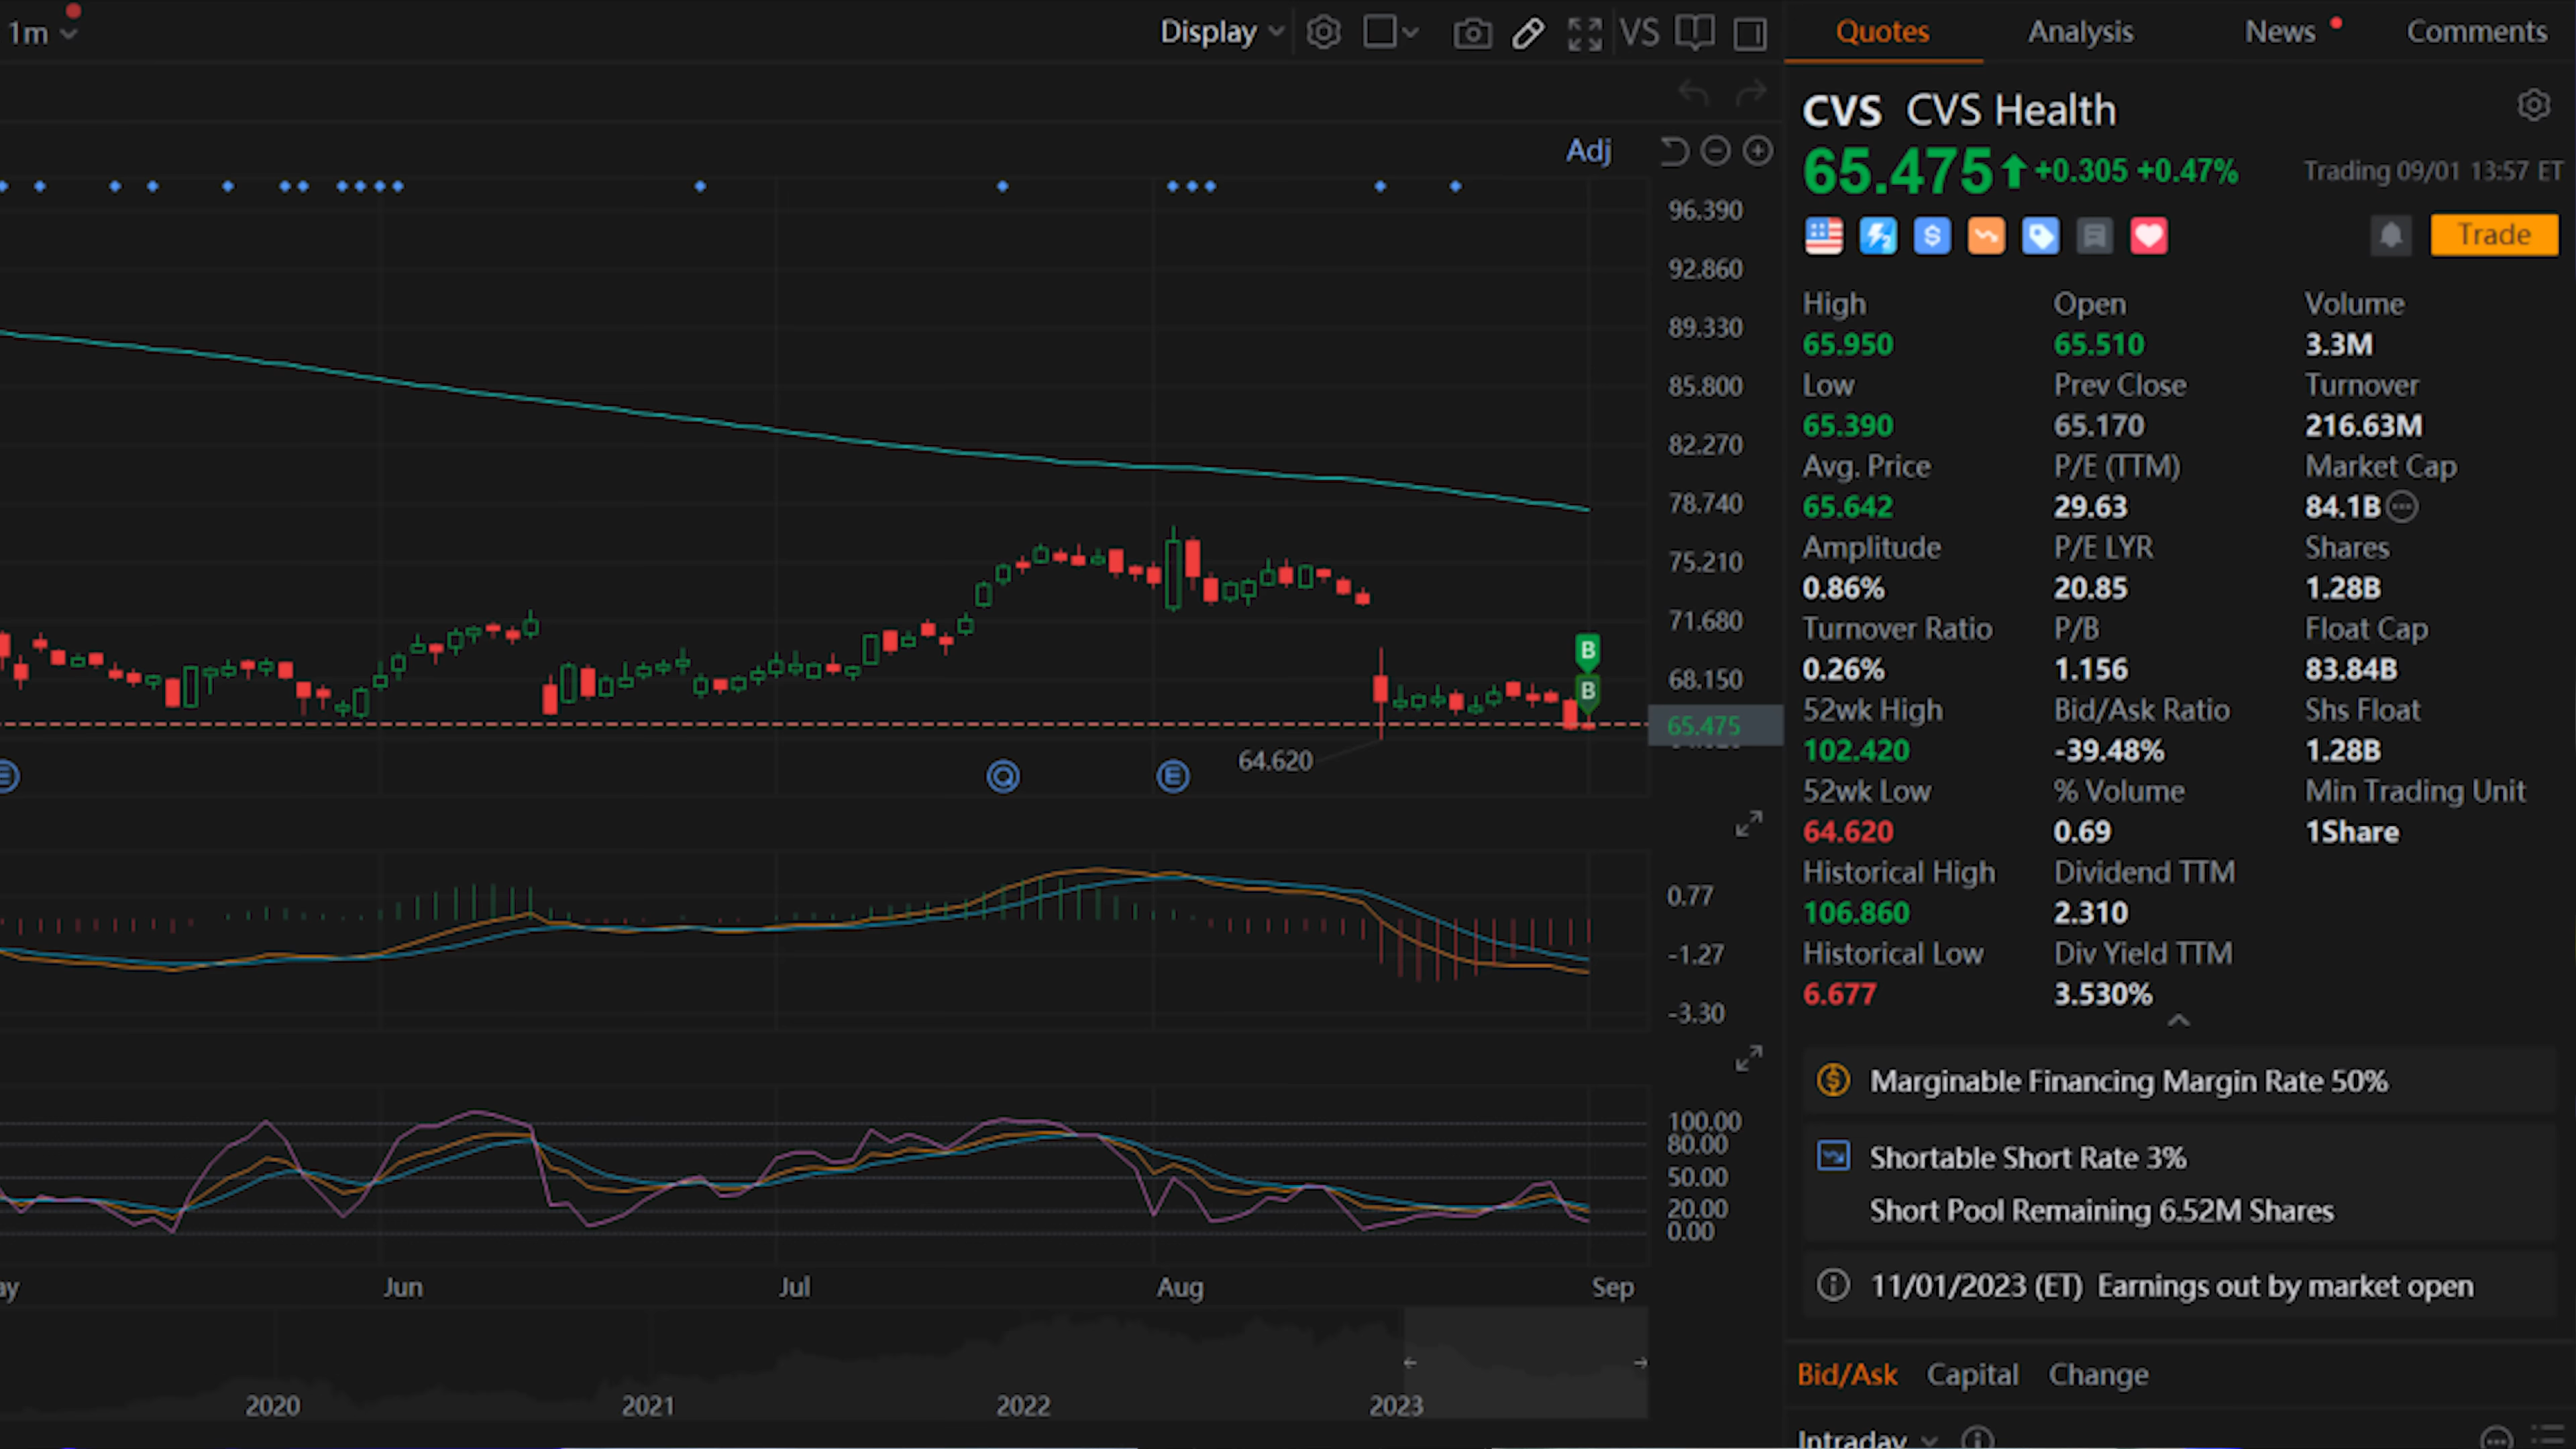 1m
Display
VS
Quotes Analysis News Comments
CVS CVS Health
65.475 +0.305 +0.47% Trading 09/01 13:57 ET
Trade
High Open Volume
65.950 65.510 3.3M
Low Prev Close Turnover
65.390 65.170 216.63M
Avg. Price P/E (TTM) Market Cap
65.642 29.63 84.1B
Amplitude P/E LYR Shares
0.86% 20.85 1.28B
Turnover Ratio P/B Float Cap
0.26% 1.156 83.84B
52wk High Bid/Ask Ratio Shs Float
102.420 -39.48% 1.28B
52wk Low % Volume Min Trading Unit
64.620 0.69 1Share
Historical High Dividend TTM
106.860 2.310
Historical Low Div Yield TTM
6.677 3.530%
Marginable Financing Margin Rate 50%
Shortable Short Rate 3%
Short Pool Remaining 6.52M Shares
11/01/2023 (ET) Earnings out by market open
Bid/Ask Capital Change
Intraday
Adj
96.390
92.860
89.330
85.800
82.270
78.740
75.210
71.680
68.150
65.475
B
B
64.620
E
Q
E
0.77
-1.27
-3.30
100.00
80.00
50.00
20.00
0.00
ay Jun Jul Aug Sep
2020 2021 2022 2023